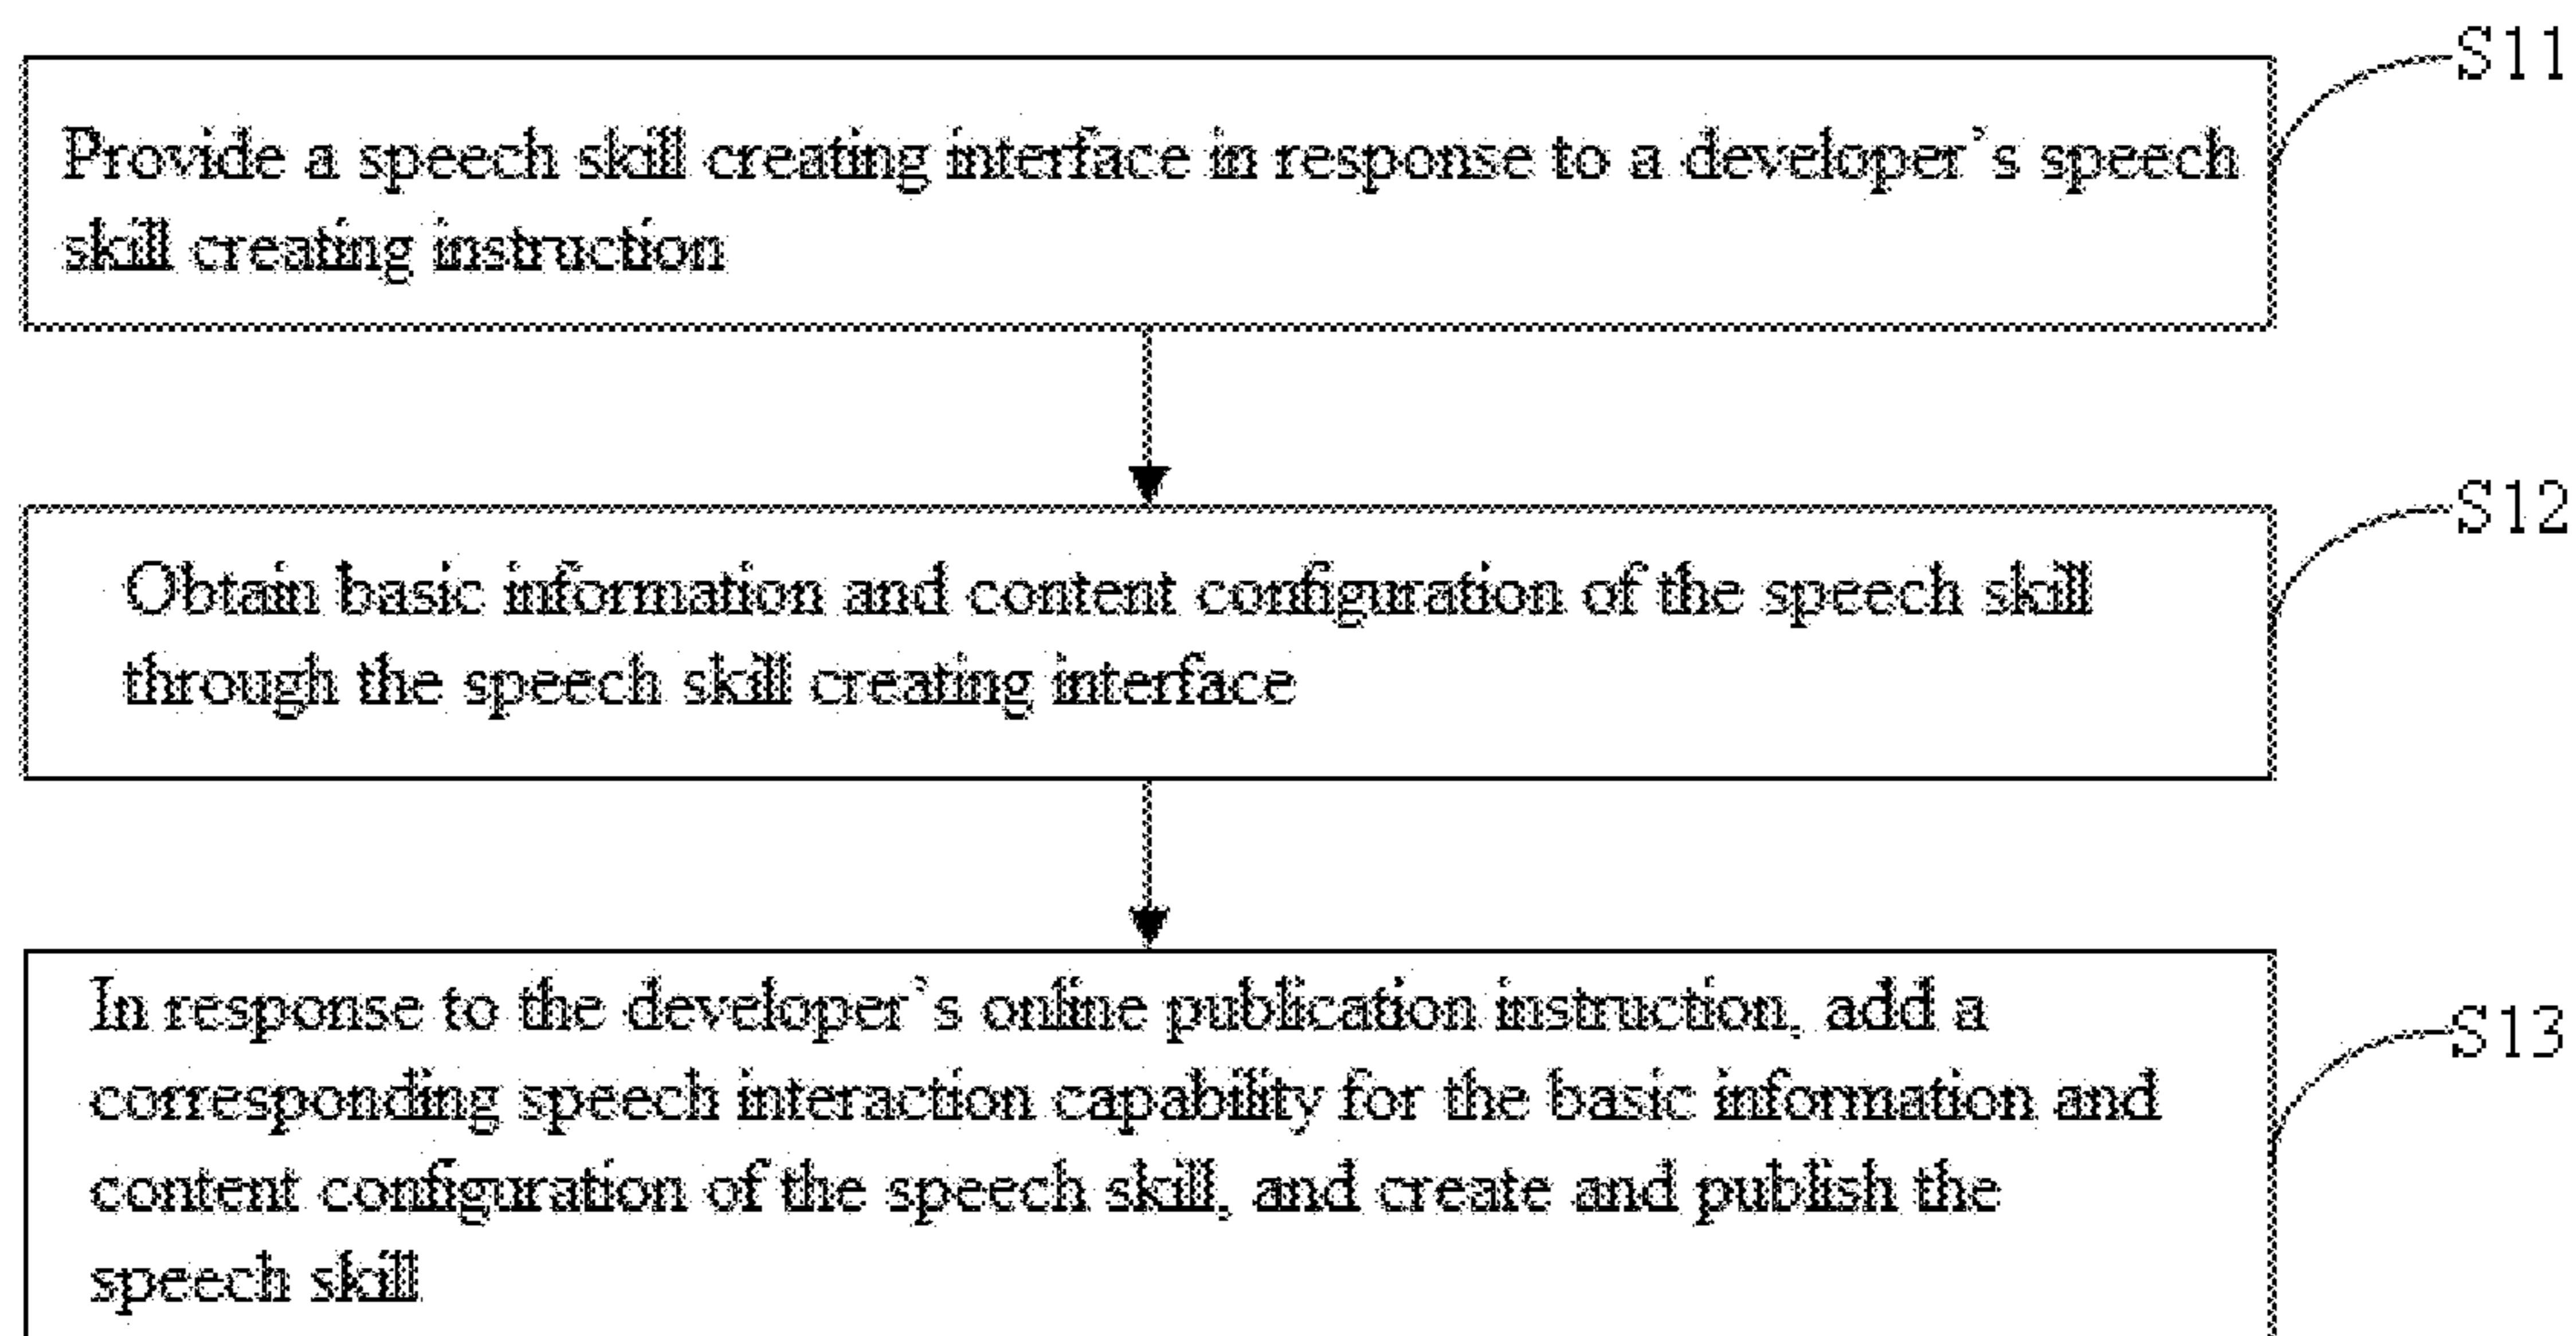 S11
Provide a speech skill creating interface in response to a developer's speech
skill creating instruction
S12
Obtain basic information and content configuration of the speech skill
through the speech skill creating interface
S13
In response to the developer's online publication instruction, add a
corresponding speech interaction capability for the basic information and
content configuration of the speech skill, and create and publish the
speech skill